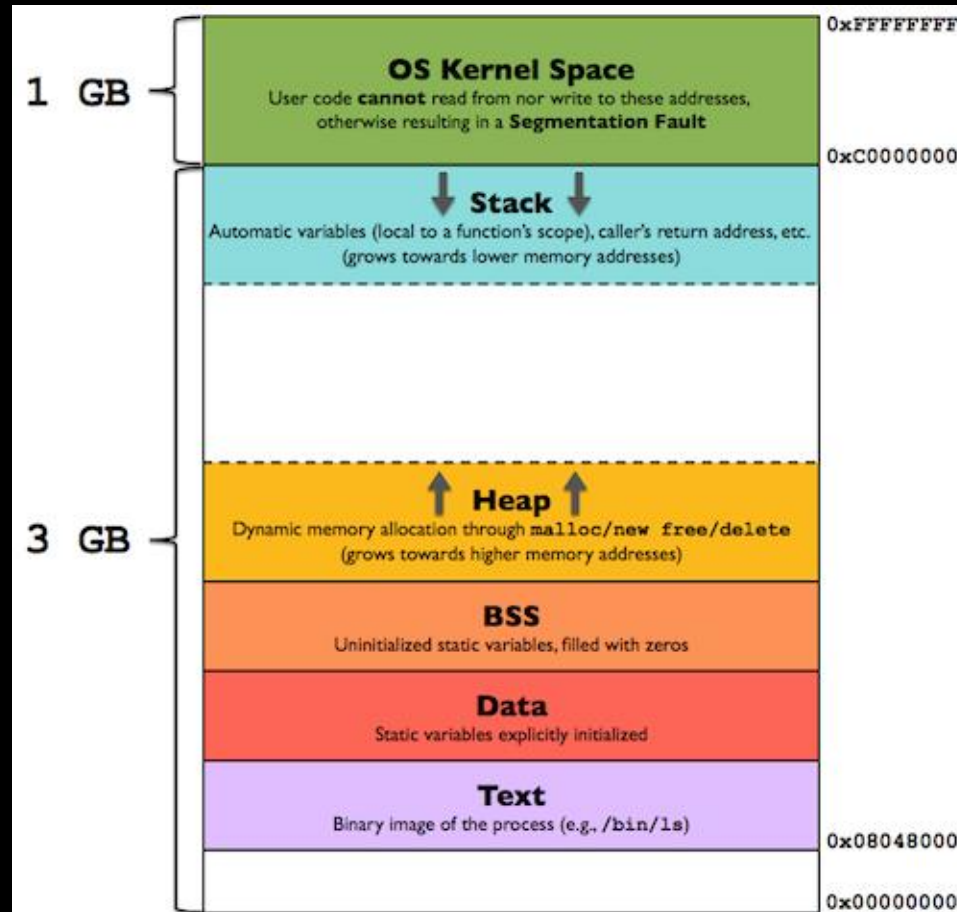 0xFFFFFFFF
1 GB
OS Kernel Space
User code cannot read from nor write to these addresses,
otherwise resulting in a Segmentation Fault
0xC0000000
Stack
Automatic variables (local to a function's scope), caller's return address, etc.
(grows towards lower memory addresses)
3 GB
Heap
Dynamic memory allocation through malloc/new free/delete
(grows towards higher memory addresses)
BSS
Uninitialized static variables, filled with zeros
Data
Static variables explicitly initialized
Text
Binary image of the process (e.g., /bin/ls)
0x08048000
0x00000000